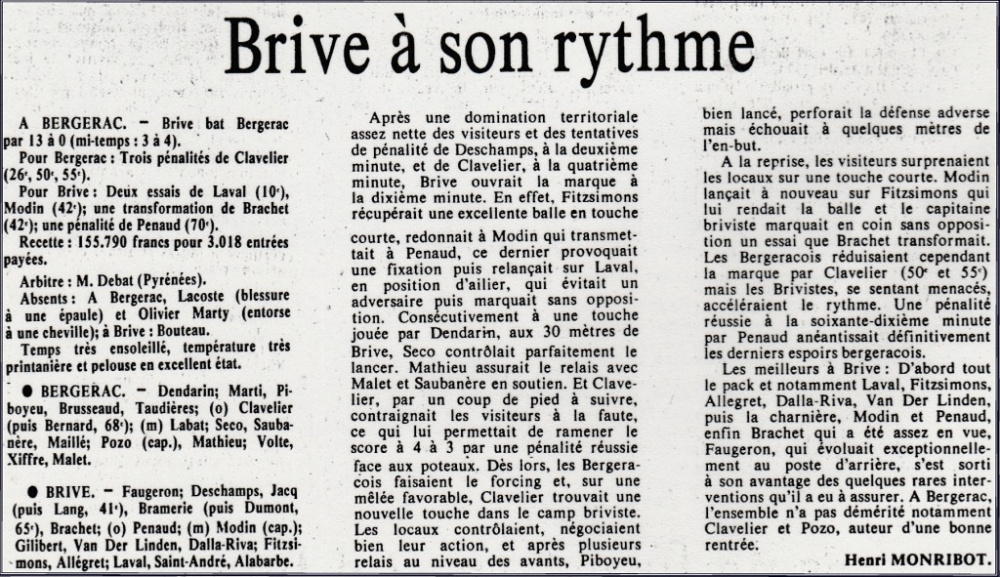 Brive à son rythme
A BERGERAC. – Brive bat Bergerac
par 13 à 0 (mi-temps : 3 à 4).
Pour Bergerac : Trois pénalités de Clavelier
(26e, 50e, 55e).
Pour Brive : Deux essais de Laval (10e),
Modin (42e); une transformation de Brachet
(42e); une pénalité de Penaud (70e).
Recette : 155.790 francs pour 3.018 entrées
payées.
Arbitre : M. Debat (Pyrénées).
Absents : A Bergerac, Lacoste (blessure
à une épaule) et Olivier Marty (entorse
à une cheville); à Brive : Bouteau.
Temps très ensoleillé, température très
printanière et pelouse en excellent état.
● BERGERAC. – Dendarin; Marti, Pi-
boyeu, Brusseaud, Taudières; (o) Clavelier
(puis Bernard, 68e); (m) Labat; Seco, Sauba-
nère, Maillé; Pozo (cap.), Mathieu; Volte,
Xiffre, Malet.
● BRIVE. – Faugeron; Deschamps, Jacq
(puis Lang, 41e), Bramerie (puis Dumont,
65e), Brachet; (o) Penaud; (m) Modin (cap.);
Gilibert, Van Der Linden, Dalla-Riva; Fitzsi-
mons, Allégret; Laval, Saint-André, Alabarbe.
Après une domination territoriale
assez nette des visiteurs et des tentatives
de pénalité de Deschamps, à la deuxième
minute, et de Clavelier, à la quatrième
minute, Brive ouvrait la marque à
la dixième minute. En effet, Fitzsimons
récupérait une excellente balle en touche
courte, redonnait à Modin qui transmet-
tait à Penaud, ce dernier provoquait
une fixation puis relançait sur Laval,
en position d'ailier, qui évitait un
adversaire puis marquait sans opposi-
tion. Consécutivement à une touche
jouée par Dendarin, aux 30 mètres de
Brive, Seco contrôlait parfaitement le
lancer. Mathieu assurait le relais avec
Malet et Saubanère en soutien. Et Clave-
lier, par un coup de pied à suivre,
contraignait les visiteurs à la faute,
ce qui lui permettait de ramener le
score à 4 à 3 par une pénalité réussie
face aux poteaux. Dès lors, les Bergera-
cois faisaient le forcing et, sur une
mêlée favorable, Clavelier trouvait une
nouvelle touche dans le camp briviste.
Les locaux contrôlaient, négociaient
bien leur action, et après plusieurs
relais au niveau des avants, Piboyeu,
bien lancé, perforait la défense adverse
mais échouait à quelques mètres de
l'en-but.
A la reprise, les visiteurs surprenaient
les locaux sur une touche courte. Modin
lançait à nouveau sur Fitzsimons qui
lui rendait la balle et le capitaine
briviste marquait en coin sans opposi-
tion un essai que Brachet transformait.
Les Bergeracois réduisaient cependant
la marque par Clavelier (50e et 55e)
mais les Brivistes, se sentant menacés,
accéléraient le rythme. Une pénalité
réussie à la soixante-dixième minute
par Penaud anéantissait définitivement
les derniers espoirs bergeracois.
Les meilleurs à Brive : D'abord tout
le pack et notamment Laval, Fitzsimons,
Allegret, Dalla-Riva, Van Der Linden,
puis la charnière, Modin et Penaud,
enfin Brachet qui a été assez en vue,
Faugeron, qui évoluait exceptionnelle-
ment au poste d'arrière, s'est sorti
à son avantage des quelques rares inter-
ventions qu'il a eu à assurer. A Bergerac,
l'ensemble n'a pas démérité notamment
Clavelier et Pozo, auteur d'une bonne
rentrée.
Henri MONRIBOT.